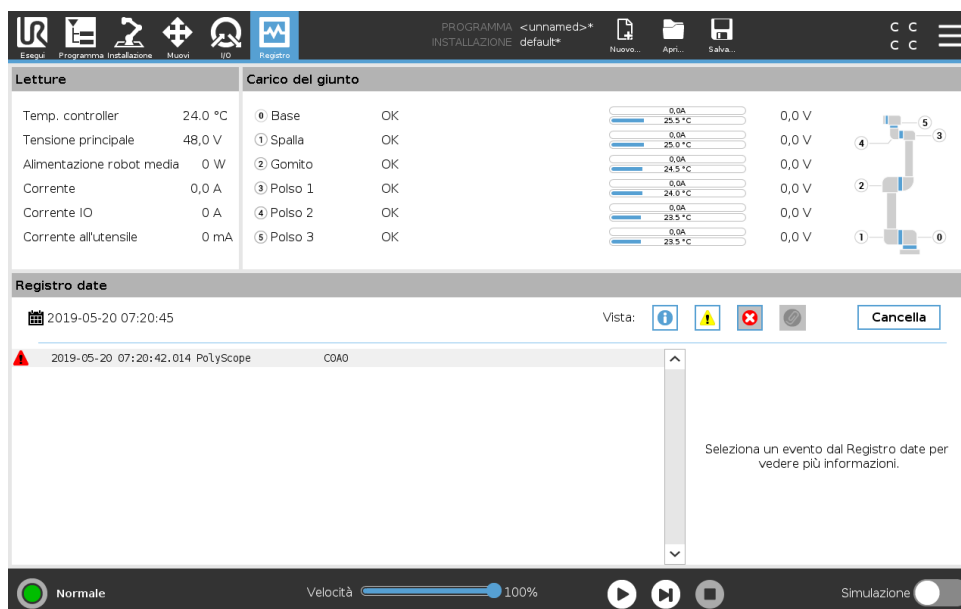 PROGRAMMA <unnamed>*
INSTALLAZIONE default*
C C
C C
Esegui Programma Installazione Muovi I/O Registro Nuovo... Apri... Salva...
Letture
Carico del giunto
Temp. controller 24.0 °C
Tensione principale 48,0 V
Alimentazione robot media 0 W
Corrente 0,0 A
Corrente IO 0 A
Corrente all'utensile 0 mA
0 Base OK 0,0A 25.5 °C 0,0 V
1 Spalla OK 0,0A 25.0 °C 0,0 V
2 Gomito OK 0,0A 24.5 °C 0,0 V
3 Polso 1 OK 0,0A 24.0 °C 0,0 V
4 Polso 2 OK 0,0A 23.5 °C 0,0 V
5 Polso 3 OK 0,0A 23.5 °C 0,0 V
5
3
4
2
1 0
Registro date
2019-05-20 07:20:45 Vista: Cancella
2019-05-20 07:20:42.014 PolyScope C0A0
Seleziona un evento dal Registro date per
vedere più informazioni.
Normale Velocità 100% Simulazione